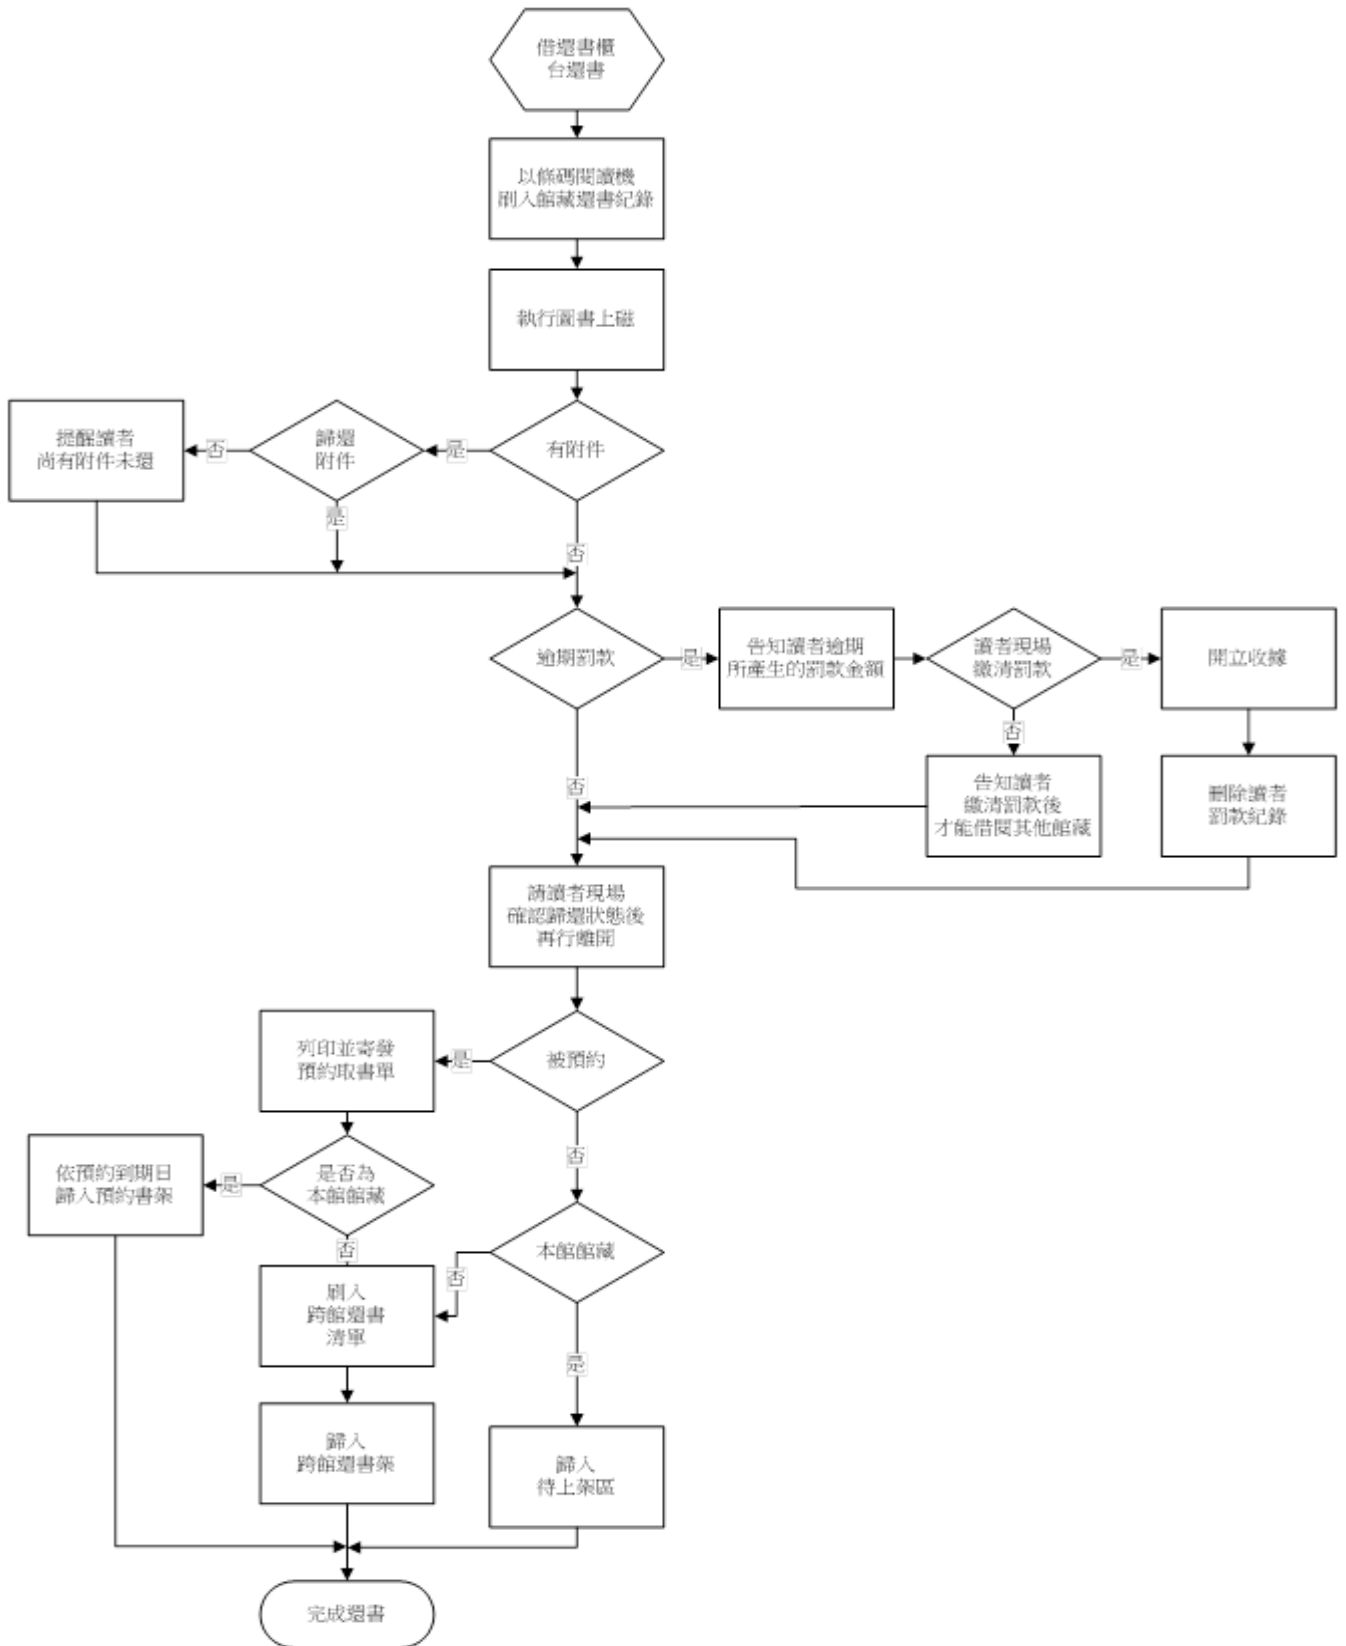 借還書櫃
台還書
以條碼閱讀機
刷入館藏還書紀錄
執行圖書上磁
有附件
是
歸還
附件
否
提醒讀者
尚有附件未還
是
否
逾期罰款
是
告知讀者逾期
所產生的罰款金額
讀者現場
繳清罰款
是
開立收據
否
告知讀者
繳清罰款後
才能借閱其他館藏
刪除讀者
罰款紀錄
否
請讀者現場
確認歸還狀態後
再行離開
被預約
是
列印並寄發
預約取書單
是否為
本館館藏
是
依預約到期日
歸入預約書架
否
否
本館館藏
否
刷入
跨館還書
清單
是
歸入
跨館還書架
歸入
待上架區
完成還書